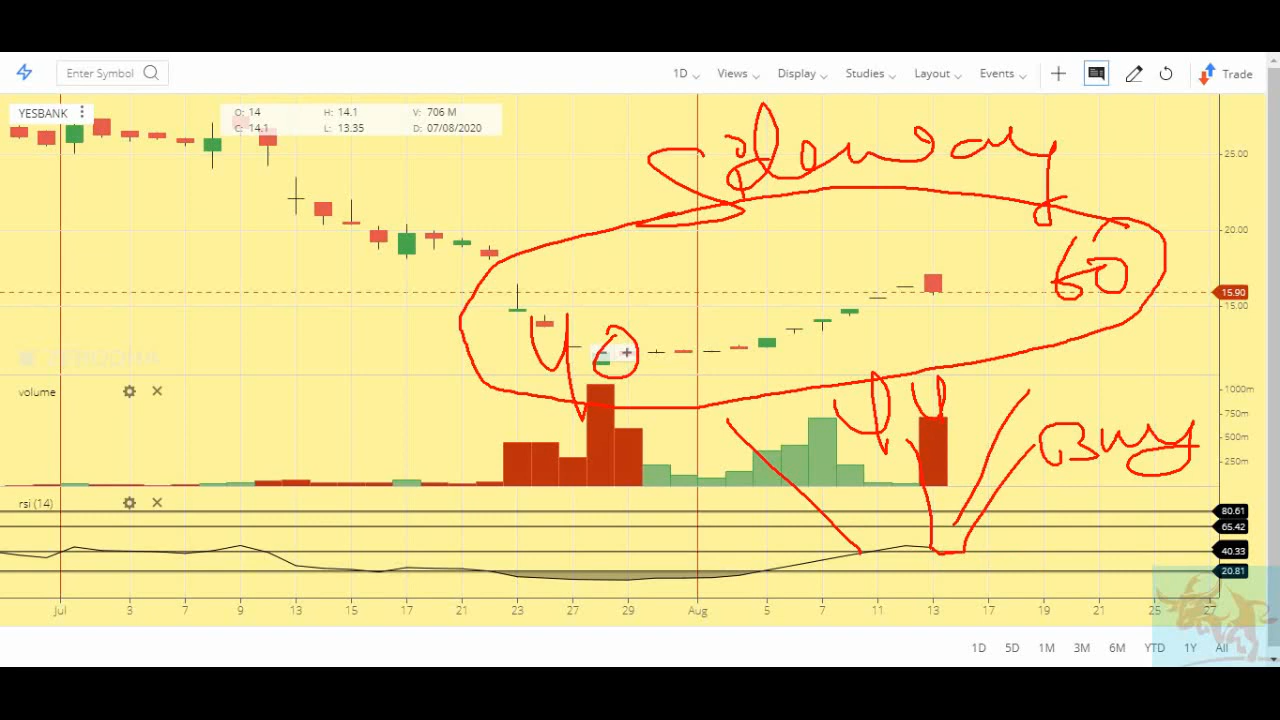 Enter Symbol 1D Views Display Studies Layout Events Trade
YESBANK O: 14 H: 14.1 V: 706 M
C: 14.1 L: 13.35 D: 07/08/2020
25.00
20.00
60
15.90
15.00
40
volume
1000m
750m
500m
250m
Buy
rsi (14)
80.61
65.42
40.33
20.81
Jul 3 7 9 13 15 17 21 23 27 29 Aug 5 7 11 13 17 19 21 25 27
1D 5D 1M 3M 6M YTD 1Y All